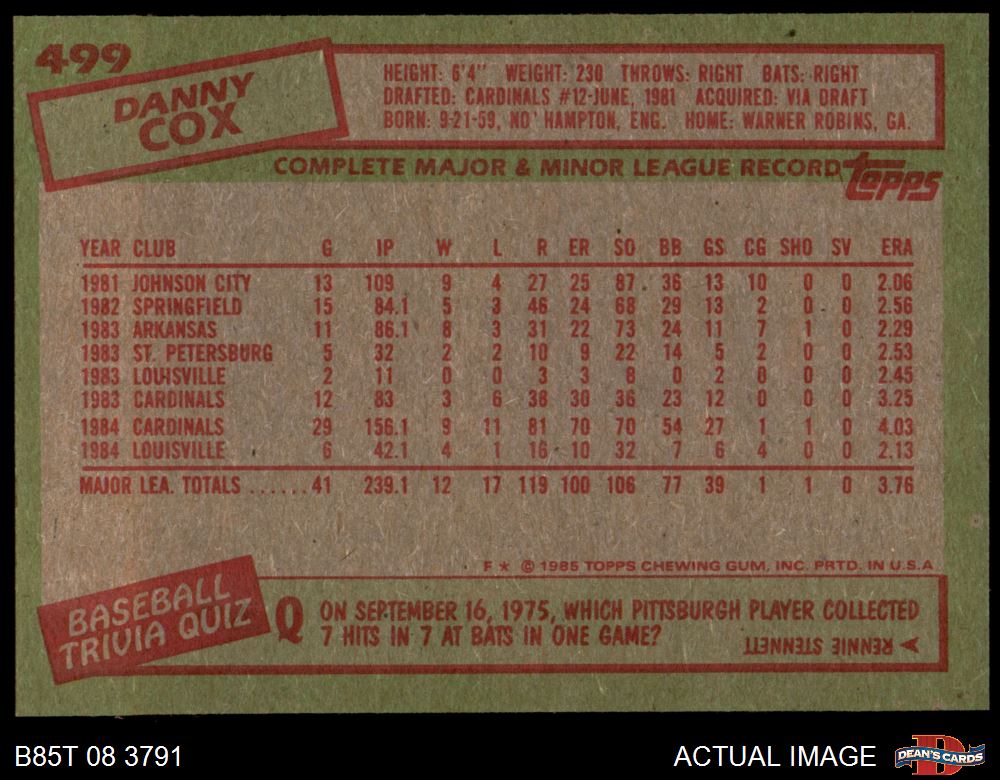 499
DANNY
COX
HEIGHT: 6'4" WEIGHT: 230 THROWS: RIGHT BATS: RIGHT
DRAFTED: CARDINALS #12-JUNE, 1981 ACQUIRED: VIA DRAFT
BORN: 9-21-59, NO' HAMPTON, ENG. HOME: WARNER ROBINS, GA.
COMPLETE MAJOR & MINOR LEAGUE RECORD topps
YEAR CLUB G IP W L R ER SO BB GS CG SHO SV ERA
1981 JOHNSON CITY 13 109 9 4 27 25 87 36 13 10 0 0 2.06
1982 SPRINGFIELD 15 84.1 5 3 46 24 68 29 13 2 0 0 2.56
1983 ARKANSAS 11 86.1 8 3 31 22 73 24 11 7 1 0 2.29
1983 ST. PETERSBURG 5 32 2 2 10 9 22 14 5 2 0 0 2.53
1983 LOUISVILLE 2 11 0 0 3 3 8 0 2 0 0 0 2.45
1983 CARDINALS 12 83 3 6 38 30 36 23 12 0 0 0 3.25
1984 CARDINALS 29 156.1 9 11 81 70 70 54 27 1 1 0 4.03
1984 LOUISVILLE 6 42.1 4 1 16 10 32 7 6 4 0 0 2.13
MAJOR LEA. TOTALS ...... 41 239.1 12 17 119 100 106 77 39 1 1 0 3.76
F ★ © 1985 TOPPS CHEWING GUM, INC. PRTD. IN U.S.A
BASEBALL
TRIVIA QUIZ
Q ON SEPTEMBER 16, 1975, WHICH PITTSBURGH PLAYER COLLECTED
7 HITS IN 7 AT BATS IN ONE GAME?
A RENNIE STENNETT
B85T 08 3791
ACTUAL IMAGE
D
DEAN'S CARDS